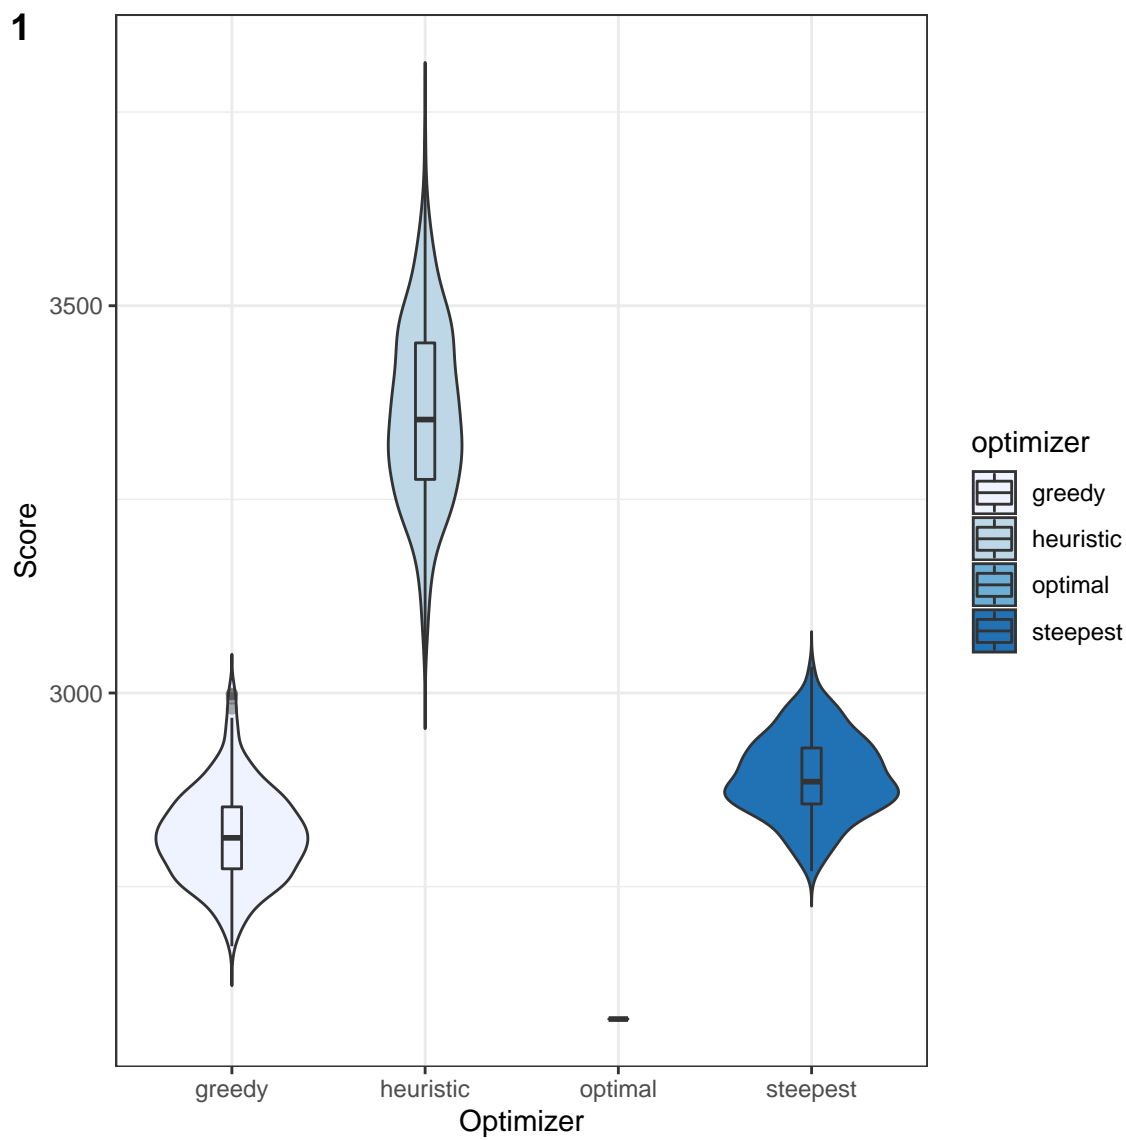 1
3500
3000
Score
greedy
heuristic
optimal
steepest
Optimizer
optimizer
greedy
heuristic
optimal
steepest